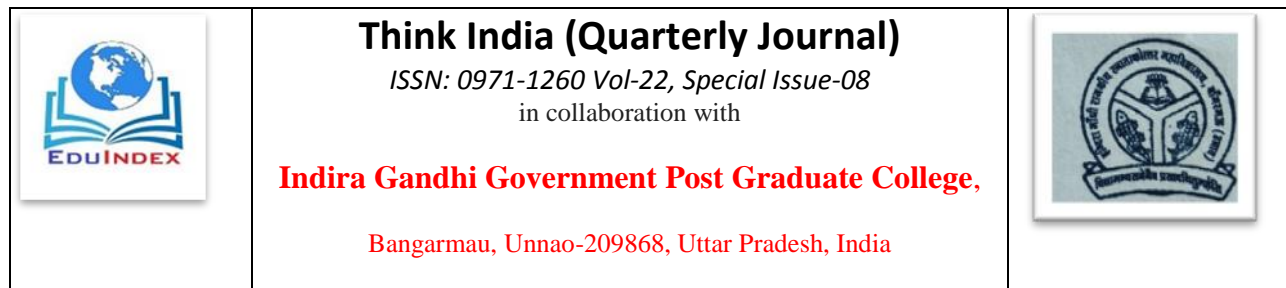 Think India (Quarterly Journal)
ISSN: 0971-1260 Vol-22, Special Issue-08
in collaboration with
Indira Gandhi Government Post Graduate College,
Bangarmau, Unnao-209868, Uttar Pradesh, India
EDUINDEX